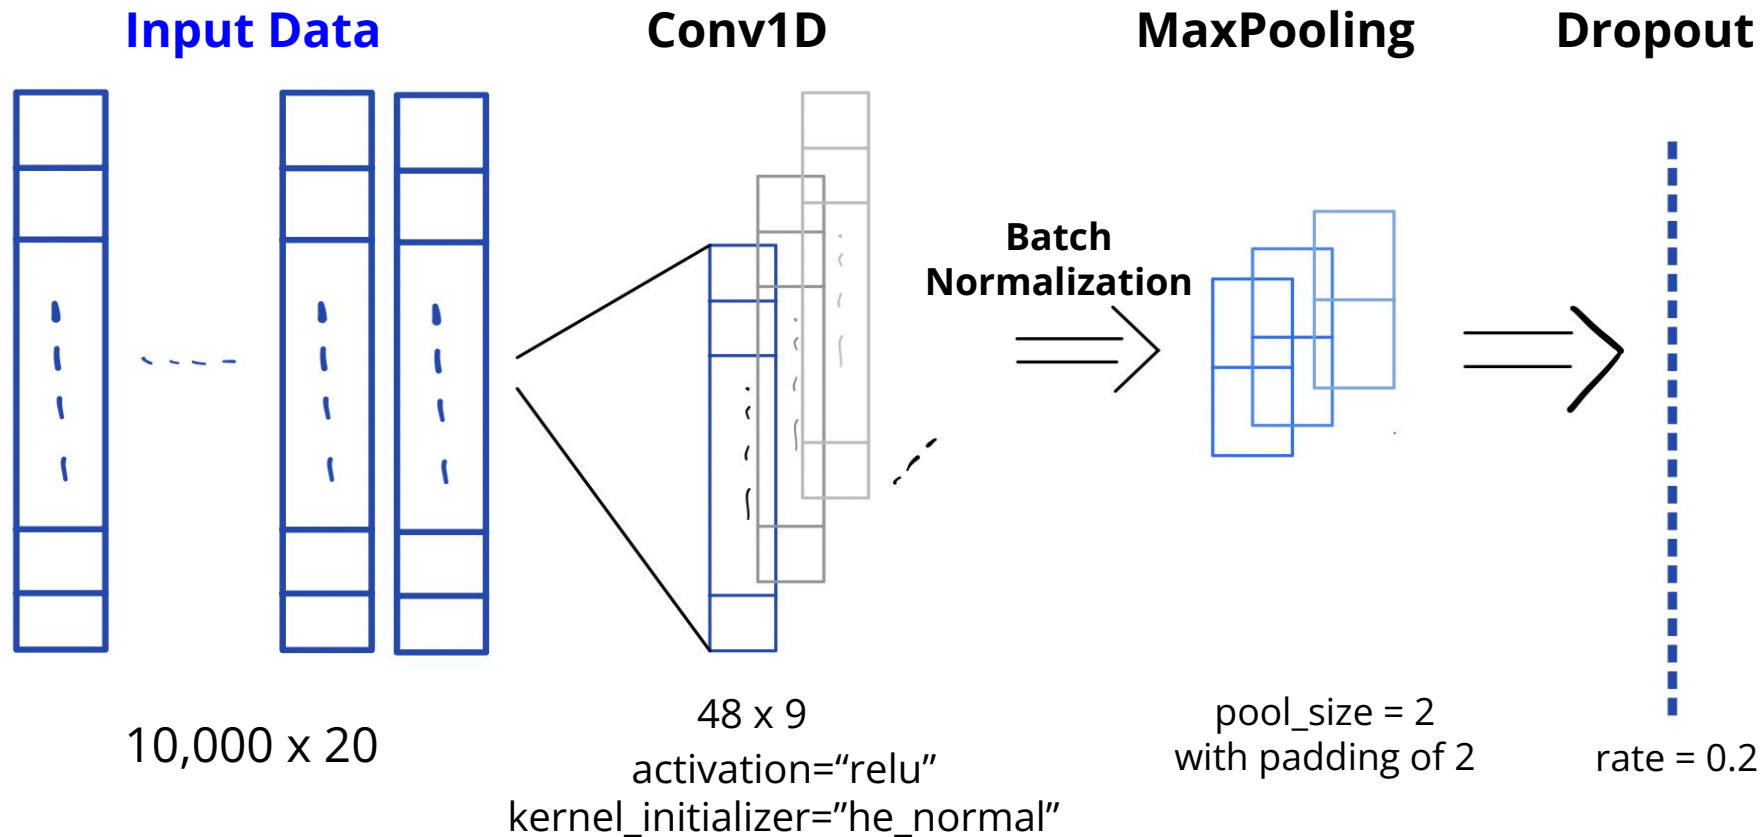 Input Data
Conv1D
MaxPooling
Dropout
Batch
Normalization
10,000 x 20
48 x 9
activation=“relu”
kernel_initializer=”he_normal”
pool_size = 2
with padding of 2
rate = 0.2